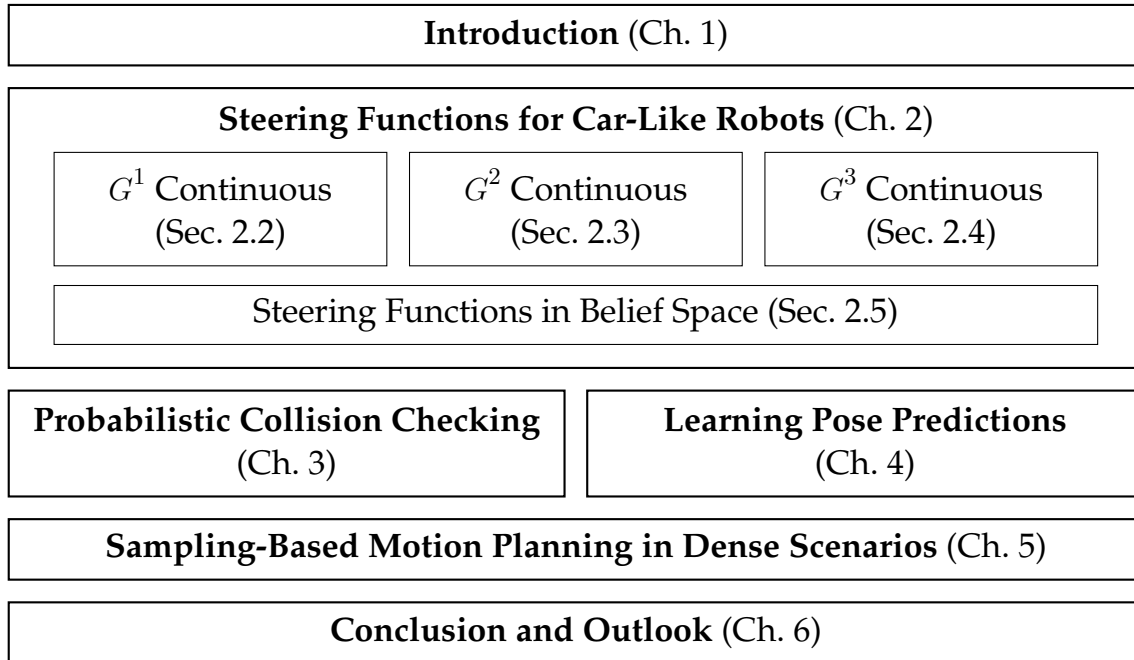 Introduction (Ch. 1)
Steering Functions for Car-Like Robots (Ch. 2)
G¹ Continuous
(Sec. 2.2)
G² Continuous
(Sec. 2.3)
G³ Continuous
(Sec. 2.4)
Steering Functions in Belief Space (Sec. 2.5)
Probabilistic Collision Checking
(Ch. 3)
Learning Pose Predictions
(Ch. 4)
Sampling-Based Motion Planning in Dense Scenarios (Ch. 5)
Conclusion and Outlook (Ch. 6)